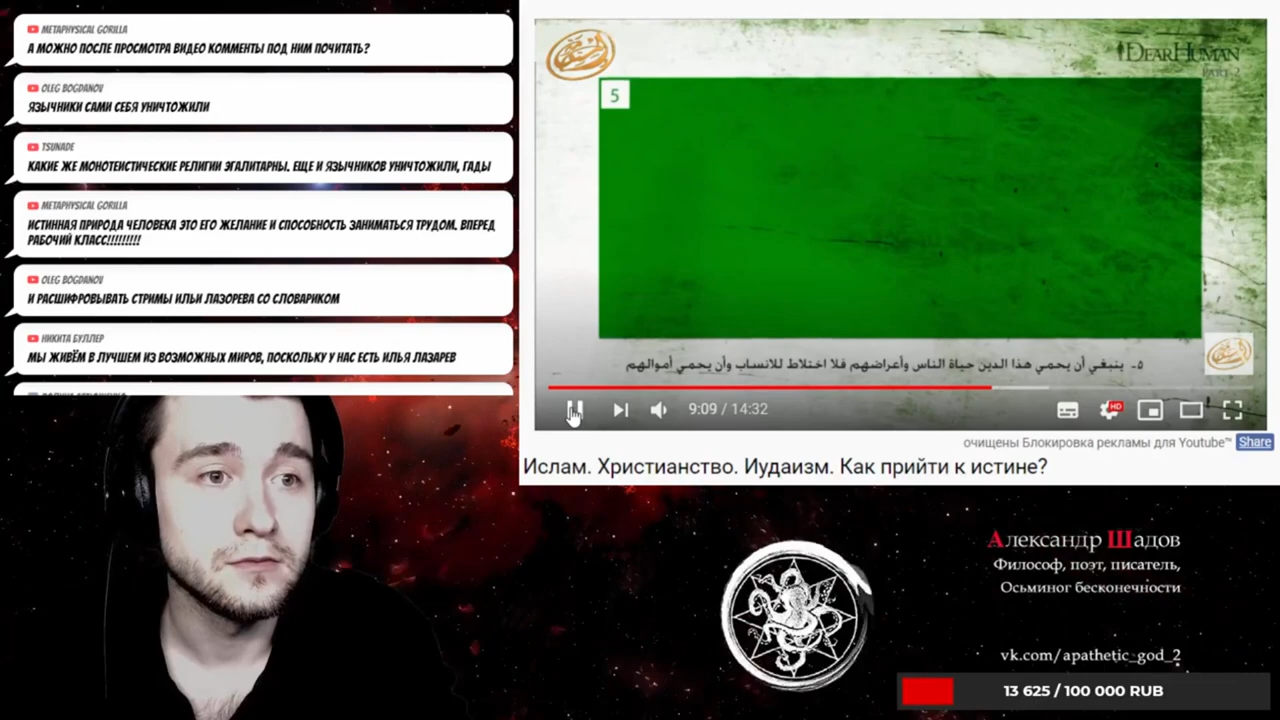 METAPHYSICAL GORILLA
А МОЖНО ПОСЛЕ ПРОСМОТРА ВИДЕО КОММЕНТЫ ПОД НИМ ПОЧИТАТЬ?
OLEG BOGDANOV
ЯЗЫЧНИКИ САМИ СЕБЯ УНИЧТОЖИЛИ
TSUNADE
КАКИЕ ЖЕ МОНОТЕИСТИЧЕСКИЕ РЕЛИГИИ ЭГАЛИТАРНЫ. ЕЩЕ И ЯЗЫЧНИКОВ УНИЧТОЖИЛИ, ГАДЫ
METAPHYSICAL GORILLA
ИСТИННАЯ ПРИРОДА ЧЕЛОВЕКА ЭТО ЕГО ЖЕЛАНИЕ И СПОСОБНОСТЬ ЗАНИМАТЬСЯ ТРУДОМ. ВПЕРЕД
РАБОЧИЙ КЛАСС!!!!!!!!!
OLEG BOGDANOV
И РАСШИФРОВЫВАТЬ СТРИМЫ ИЛЬИ ЛАЗОРЕВА СО СЛОВАРИКОМ
НИКИТА БУЛЛЕР
МЫ ЖИВЁМ В ЛУЧШЕМ ИЗ ВОЗМОЖНЫХ МИРОВ, ПОСКОЛЬКУ У НАС ЕСТЬ ИЛЬЯ ЛАЗАРЕВ
DEAR HUMAN
PART 2
5
٥- ينبغي أن يحمي هذا الدين حياة الناس وأعراضهم فلا اختلاط للانساب وأن يحمي أموالهم
9:09 / 14:32
HD
очищены Блокировка рекламы для Youtube™ Share
Ислам. Христианство. Иудаизм. Как прийти к истине?
Александр Шадов
Философ, поэт, писатель,
Осьминог бесконечности
vk.com/apathetic_god_2
13 625 / 100 000 RUB